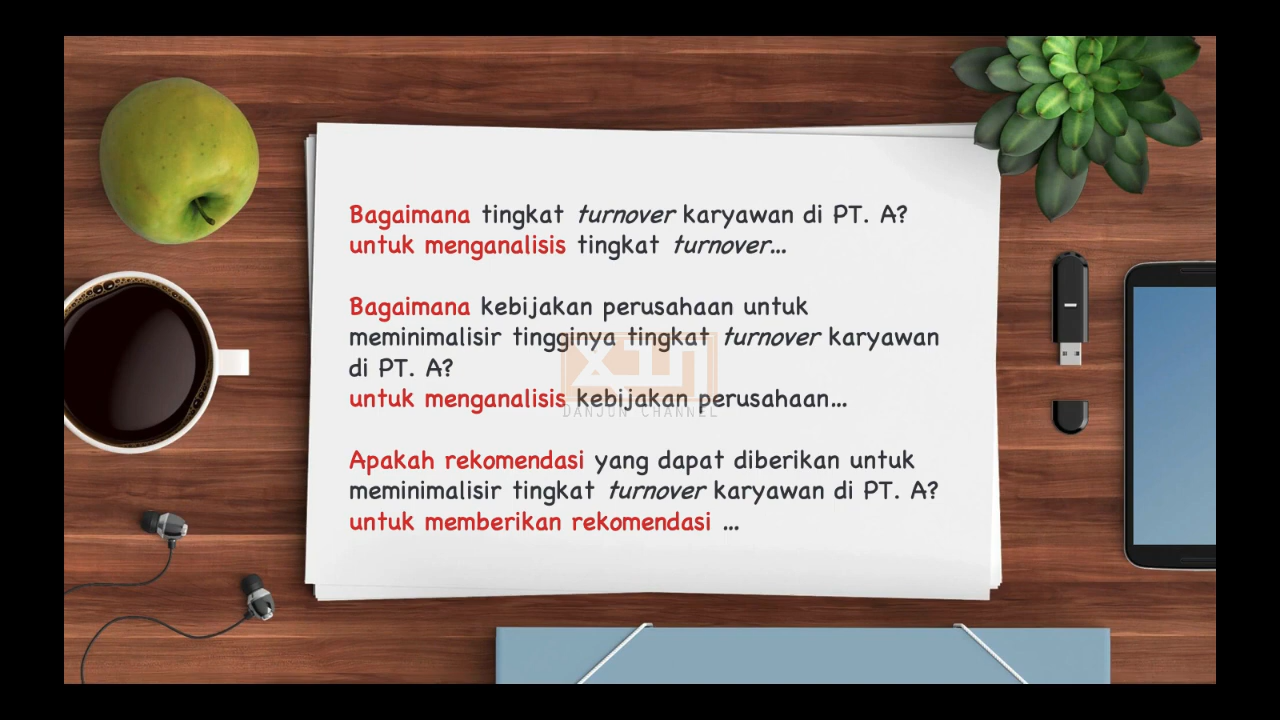 Bagaimana tingkat turnover karyawan di PT. A?
untuk menganalisis tingkat turnover...
Bagaimana kebijakan perusahaan untuk
meminimalisir tingginya tingkat turnover karyawan
di PT. A?
untuk menganalisis kebijakan perusahaan...
DANJUN CHANNEL
Apakah rekomendasi yang dapat diberikan untuk
meminimalisir tingkat turnover karyawan di PT. A?
untuk memberikan rekomendasi ...